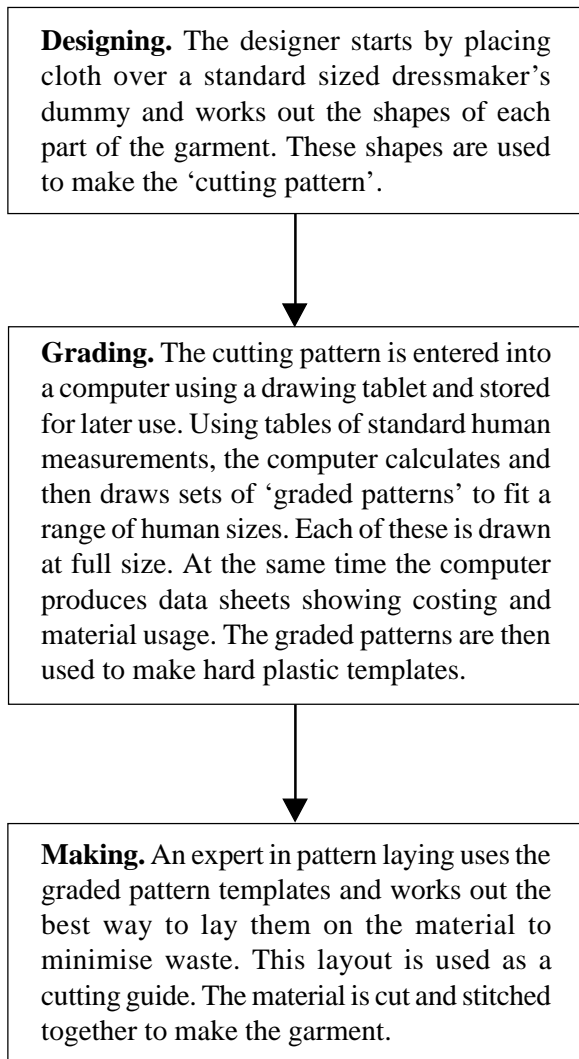 Designing. The designer starts by placing
cloth over a standard sized dressmaker’s
dummy and works out the shapes of each
part of the garment. These shapes are used
to make the ‘cutting pattern’.
Grading. The cutting pattern is entered into
a computer using a drawing tablet and stored
for later use. Using tables of standard human
measurements, the computer calculates and
then draws sets of ‘graded patterns’ to fit a
range of human sizes. Each of these is drawn
at full size. At the same time the computer
produces data sheets showing costing and
material usage. The graded patterns are then
used to make hard plastic templates.
Making. An expert in pattern laying uses the
graded pattern templates and works out the
best way to lay them on the material to
minimise waste. This layout is used as a
cutting guide. The material is cut and stitched
together to make the garment.